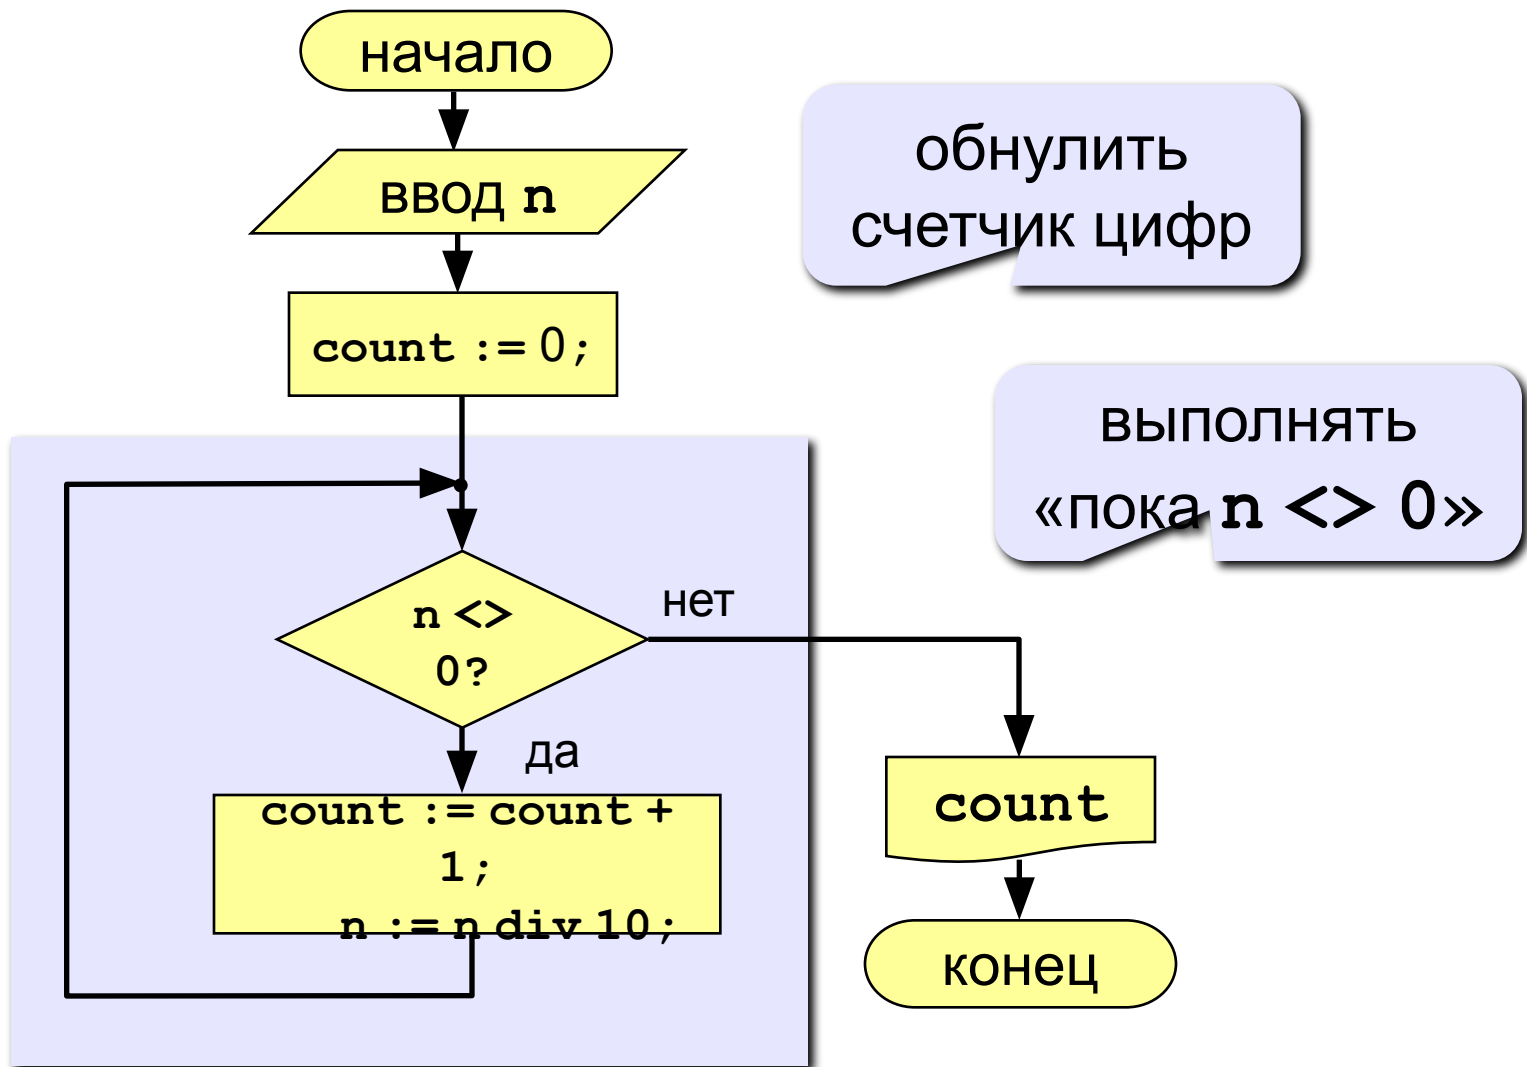 начало
ввод n
обнулить
счетчик цифр
count := 0;
выполнять
«пока n <> 0»
n <>
0?
нет
да
count := count +
1;
n := n div 10;
count
конец